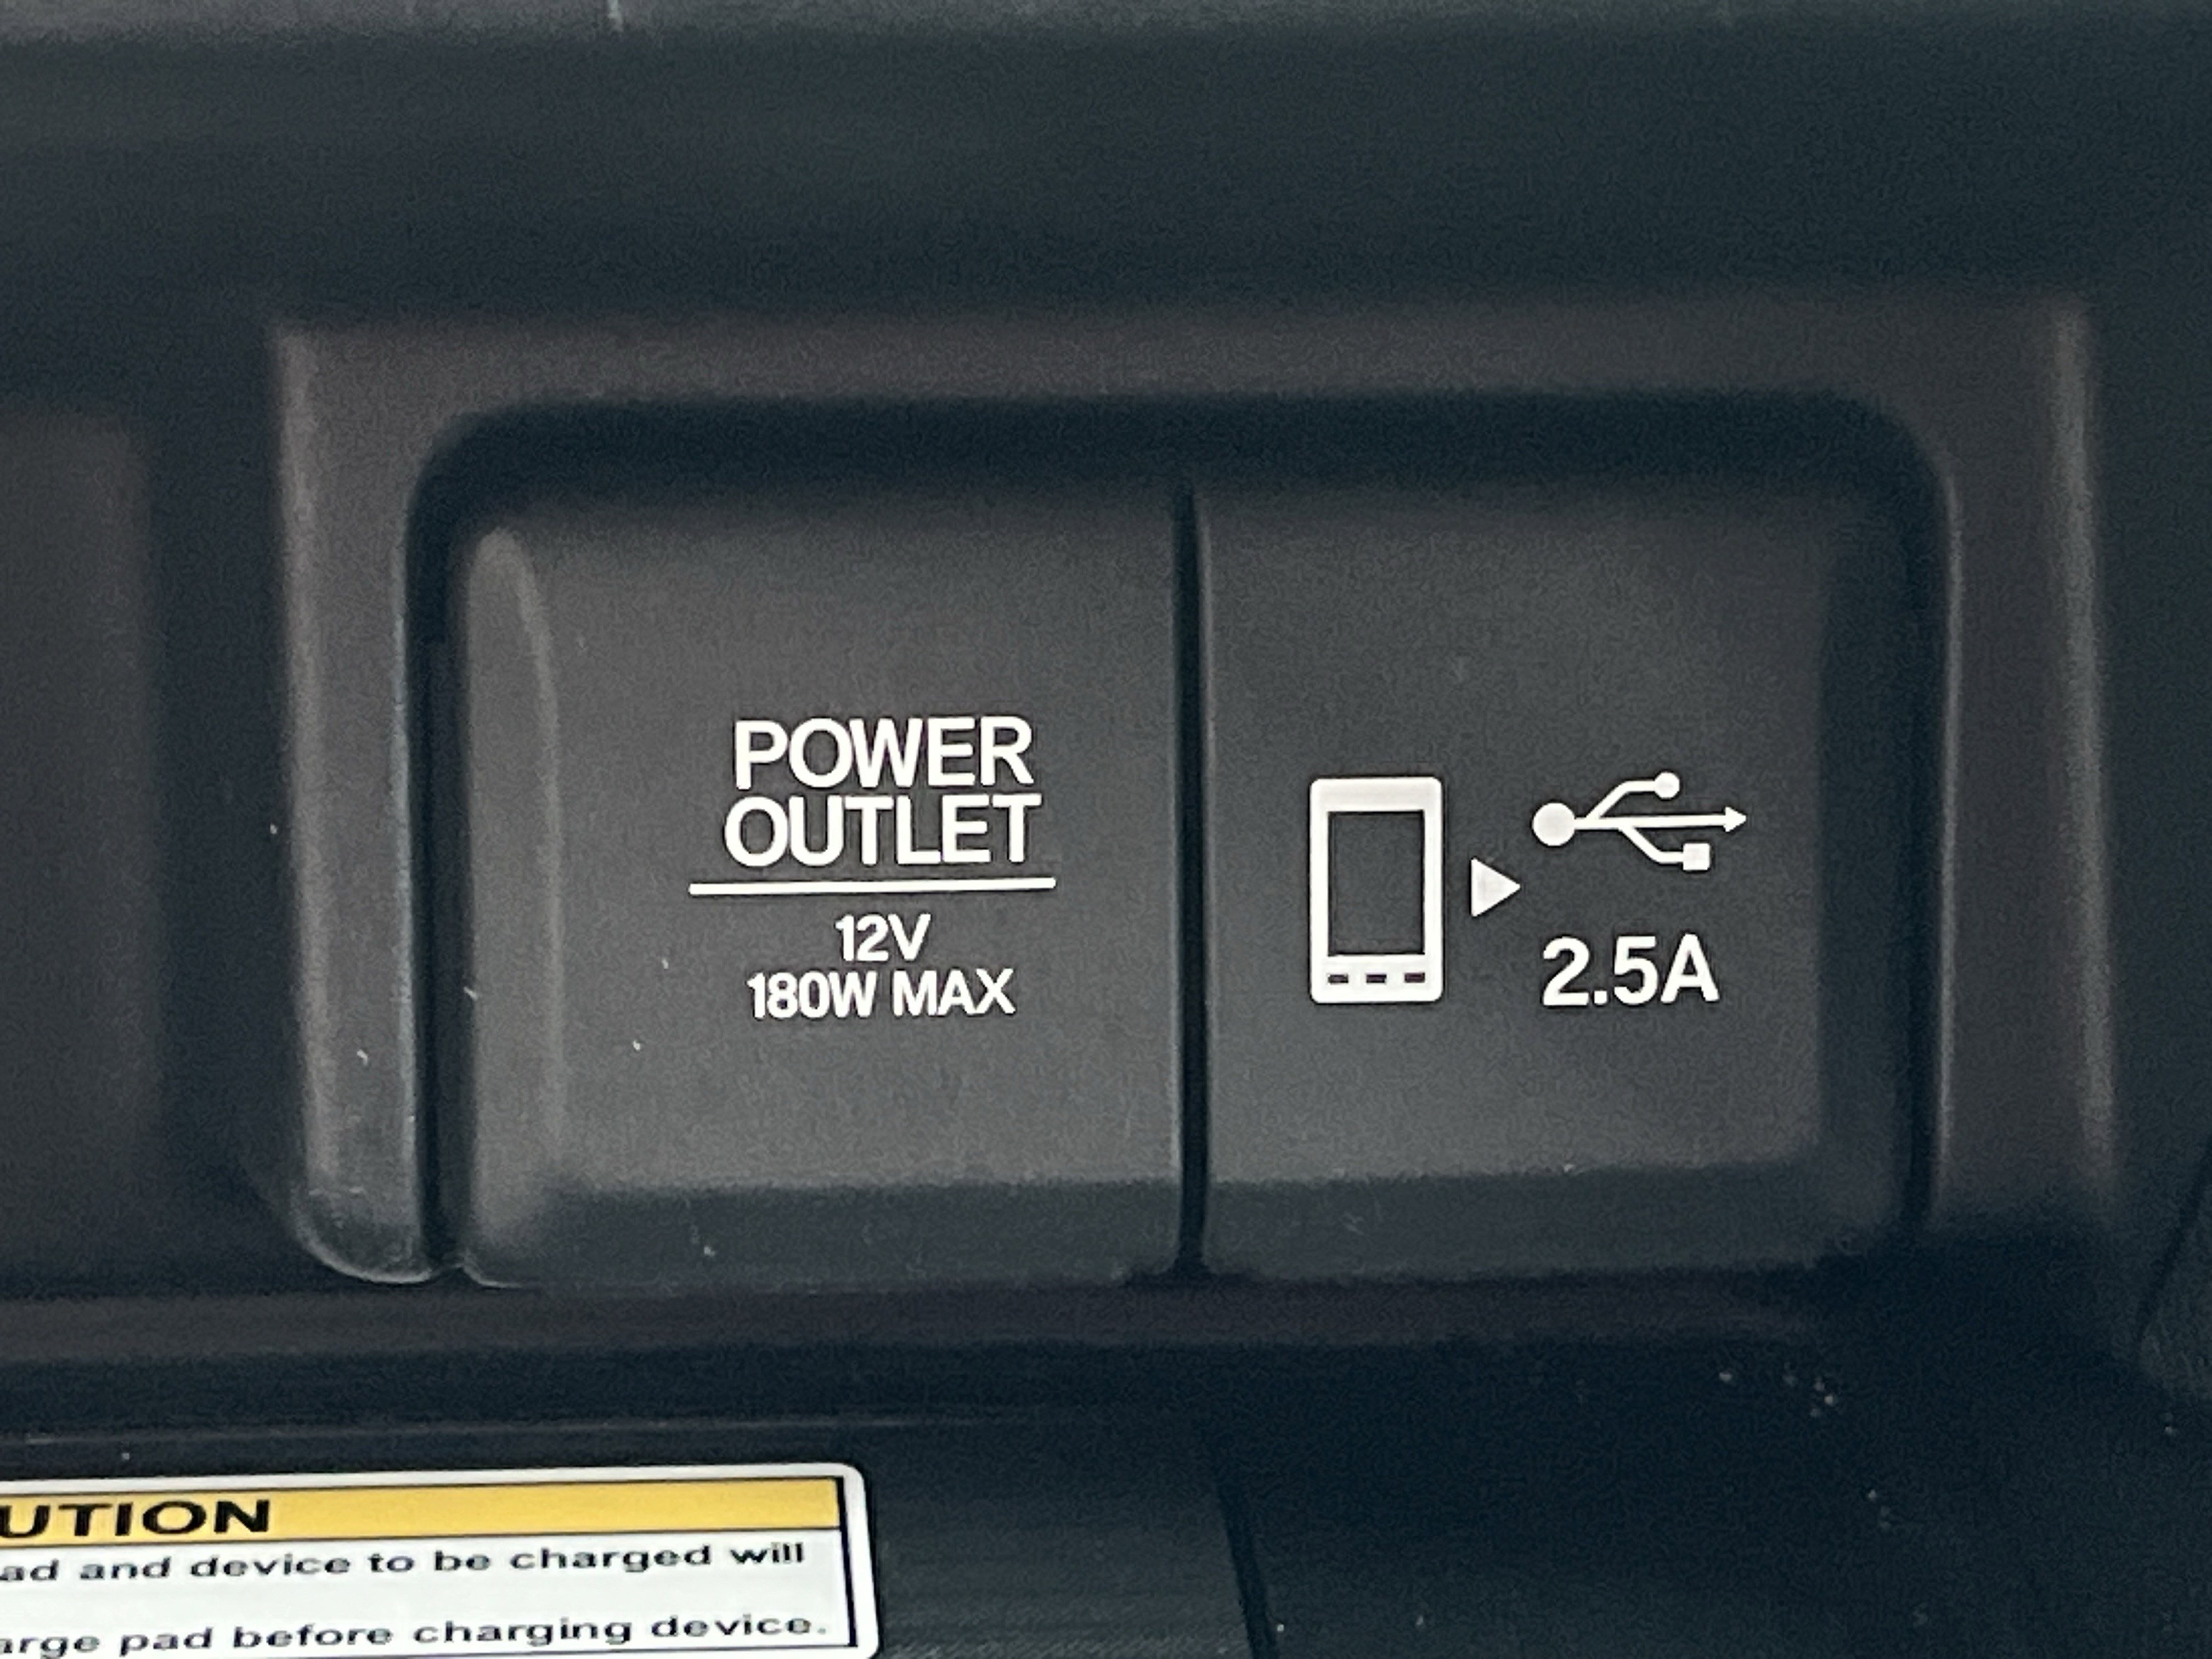 POWER
OUTLET
12V
180W MAX
2.5A
UTION
ad and device to be charged will
arge pad before charging device.